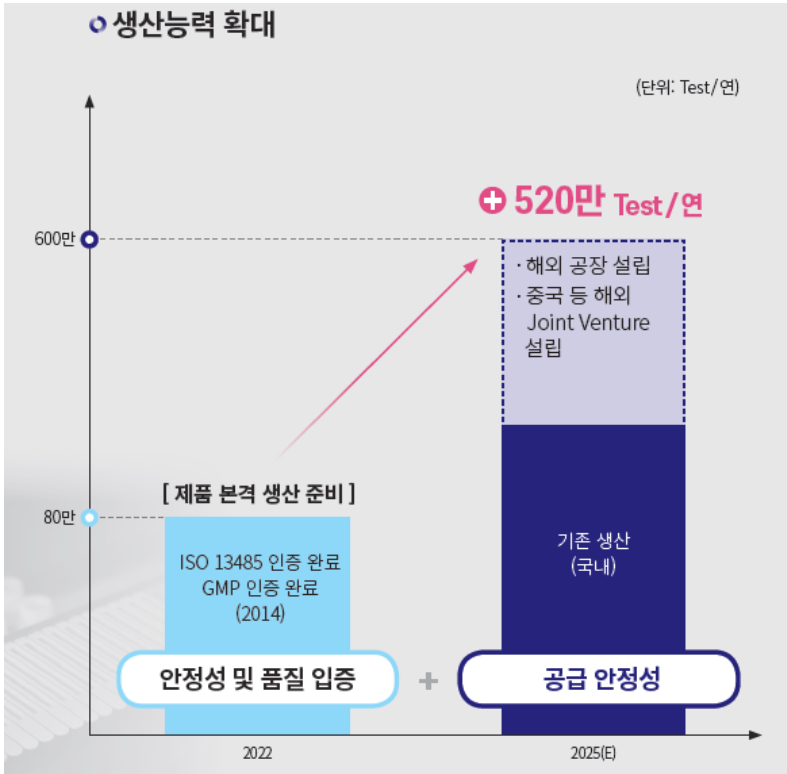 생산능력 확대
(단위: Test/연)
+ 520만 Test/연
600만
· 해외 공장 설립
· 중국 등 해외
Joint Venture
설립
[ 제품 본격 생산 준비 ]
80만
ISO 13485 인증 완료
GMP 인증 완료
(2014)
기존 생산
(국내)
안정성 및 품질 입증 + 공급 안정성
2022
2025(E)